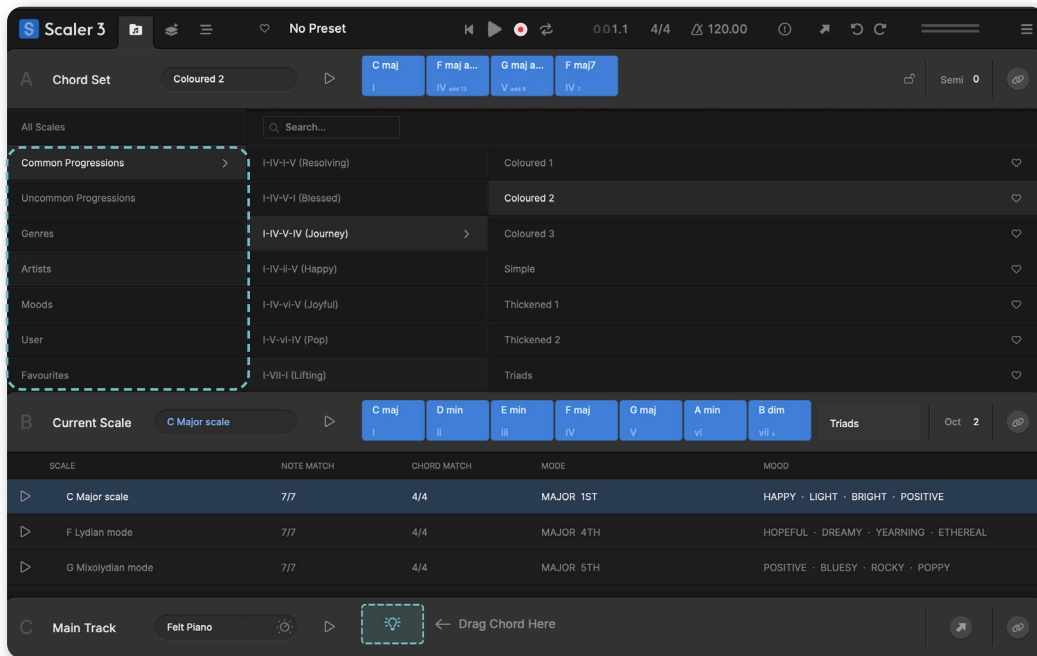 Scaler 3 No Preset 001.1 4/4 120.00
A Chord Set Coloured 2 C maj F maj a... G maj a... F maj7 Semi 0
I IV add 13 V add 9 IV 7
All Scales Search...
Common Progressions I-IV-I-V (Resolving) Coloured 1
Uncommon Progressions I-IV-V-I (Blessed) Coloured 2
Genres I-IV-V-IV (Journey) Coloured 3
Artists I-IV-ii-V (Happy) Simple
Moods I-IV-vi-V (Joyful) Thickened 1
User I-V-vi-IV (Pop) Thickened 2
Favourites I-VII-I (Lifting) Triads
B Current Scale C Major scale C maj D min E min F maj G maj A min B dim Triads Oct 2
I ii iii IV V vi vii o
SCALE NOTE MATCH CHORD MATCH MODE MOOD
C Major scale 7/7 4/4 MAJOR 1ST HAPPY · LIGHT · BRIGHT · POSITIVE
F Lydian mode 7/7 4/4 MAJOR 4TH HOPEFUL · DREAMY · YEARNING · ETHEREAL
G Mixolydian mode 7/7 4/4 MAJOR 5TH POSITIVE · BLUESY · ROCKY · POPPY
C Main Track Felt Piano Drag Chord Here